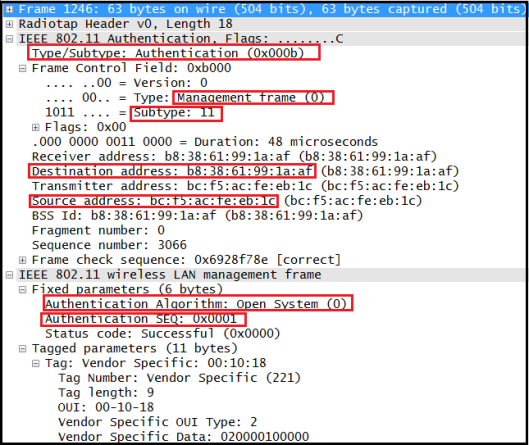 Frame 1246: 63 bytes on wire (504 bits), 63 bytes captured (504 bits)
Radiotap Header v0, Length 18
IEEE 802.11 Authentication, Flags: ........C
Type/Subtype: Authentication (0x000b)
Frame Control Field: 0xb000
.... ..00 = Version: 0
.... 00.. = Type: Management frame (0)
1011 .... = Subtype: 11
Flags: 0x00
.000 0000 0011 0000 = Duration: 48 microseconds
Receiver address: b8:38:61:99:1a:af (b8:38:61:99:1a:af)
Destination address: b8:38:61:99:1a:af (b8:38:61:99:1a:af)
Transmitter address: bc:f5:ac:fe:eb:1c (bc:f5:ac:fe:eb:1c)
Source address: bc:f5:ac:fe:eb:1c (bc:f5:ac:fe:eb:1c)
BSS Id: b8:38:61:99:1a:af (b8:38:61:99:1a:af)
Fragment number: 0
Sequence number: 3066
Frame check sequence: 0x6928f78e [correct]
IEEE 802.11 wireless LAN management frame
Fixed parameters (6 bytes)
Authentication Algorithm: Open System (0)
Authentication SEQ: 0x0001
Status code: Successful (0x0000)
Tagged parameters (11 bytes)
Tag: Vendor Specific: 00:10:18
Tag Number: Vendor Specific (221)
Tag length: 9
OUI: 00-10-18
Vendor Specific OUI Type: 2
Vendor Specific Data: 020000100000